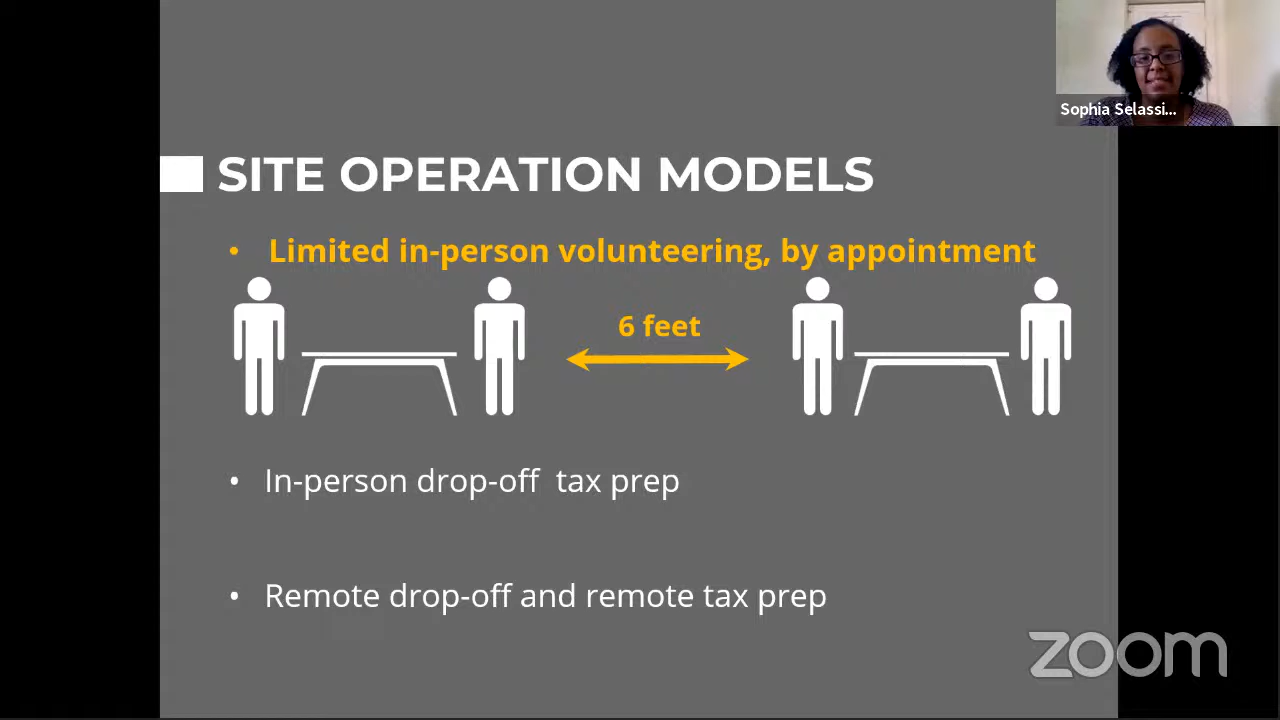 Sophia Selassi...
SITE OPERATION MODELS
• Limited in-person volunteering, by appointment
6 feet
• In-person drop-off tax prep
• Remote drop-off and remote tax prep
zoom